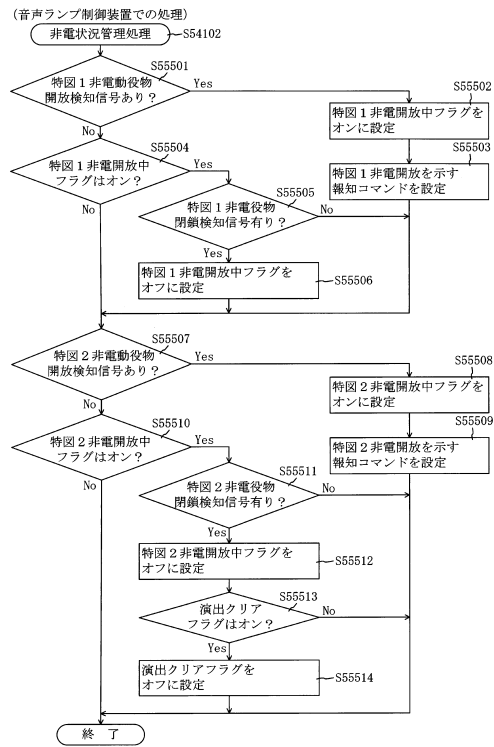 (音声ランプ制御装置での処理)
非電状況管理処理
S54102
S55501
特図1非電動役物
開放検知信号あり?
Yes
S55502
特図1非電開放中フラグを
オンに設定
No
S55504
S55503
特図1非電開放中
フラグはオン?
Yes
特図1非電開放を示す
報知コマンドを設定
No
S55505
特図1非電役物
閉鎖検知信号有り?
No
Yes
特図1非電開放中フラグを
オフに設定
S55506
S55507
特図2非電動役物
開放検知信号あり?
Yes
S55508
特図2非電開放中フラグを
オンに設定
No
S55510
S55509
特図2非電開放中
フラグはオン?
Yes
特図2非電開放を示す
報知コマンドを設定
No
S55511
特図2非電役物
閉鎖検知信号有り?
No
Yes
特図2非電開放中フラグを
オフに設定
S55512
S55513
演出クリア
フラグはオン?
No
Yes
演出クリアフラグを
オフに設定
S55514
終 了